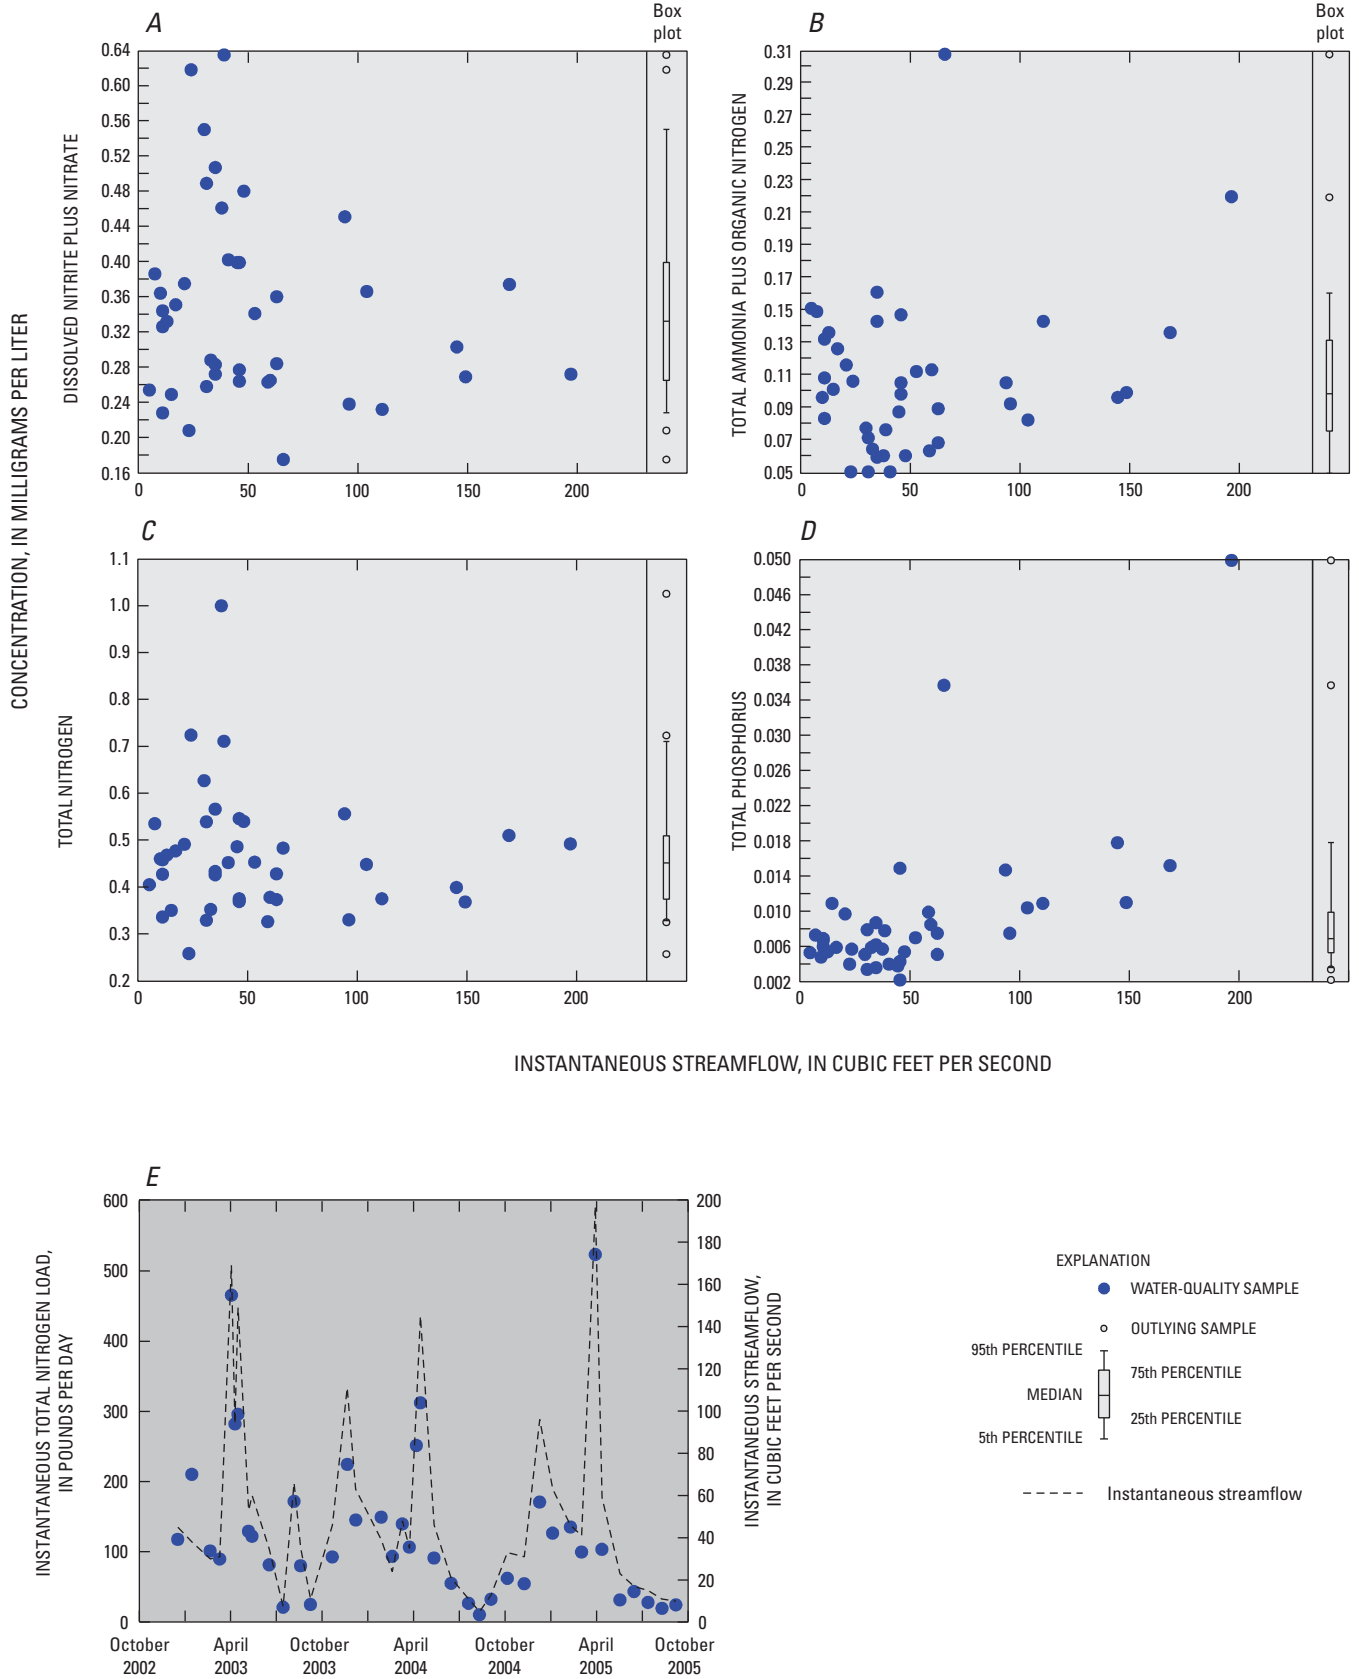 A
Box
plot
B
Box
plot
CONCENTRATION, IN MILLIGRAMS PER LITER
DISSOLVED NITRITE PLUS NITRATE
0.64
0.60
0.56
0.52
0.48
0.44
0.40
0.36
0.32
0.28
0.24
0.20
0.16
0 50 100 150 200
TOTAL AMMONIA PLUS ORGANIC NITROGEN
0.31
0.29
0.27
0.25
0.23
0.21
0.19
0.17
0.15
0.13
0.11
0.09
0.07
0.05
0 50 100 150 200
C
TOTAL NITROGEN
1.1
1.0
0.9
0.8
0.7
0.6
0.5
0.4
0.3
0.2
0 50 100 150 200
D
TOTAL PHOSPHORUS
0.050
0.046
0.042
0.038
0.034
0.030
0.026
0.022
0.018
0.014
0.010
0.006
0.002
0 50 100 150 200
INSTANTANEOUS STREAMFLOW, IN CUBIC FEET PER SECOND
E
INSTANTANEOUS TOTAL NITROGEN LOAD,
IN POUNDS PER DAY
600
500
400
300
200
100
0
200
180
160
140
120
100
80
60
40
20
0
INSTANTANEOUS STREAMFLOW,
IN CUBIC FEET PER SECOND
October April October April October April October
2002 2003 2003 2004 2004 2005 2005
EXPLANATION
WATER-QUALITY SAMPLE
OUTLYING SAMPLE
95th PERCENTILE
75th PERCENTILE
MEDIAN
25th PERCENTILE
5th PERCENTILE
Instantaneous streamflow